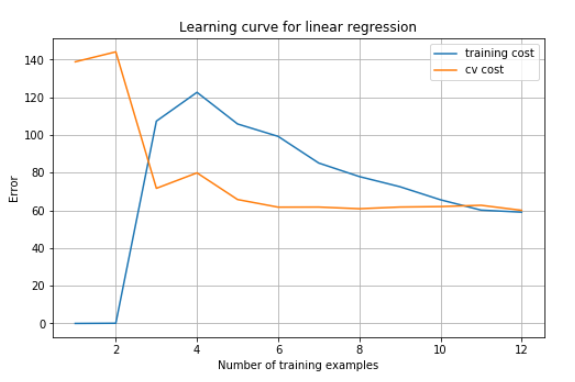 Learning curve for linear regression
training cost
cv cost
140
120
100
80
60
40
20
0
Error
2 4 6 8 10 12
Number of training examples